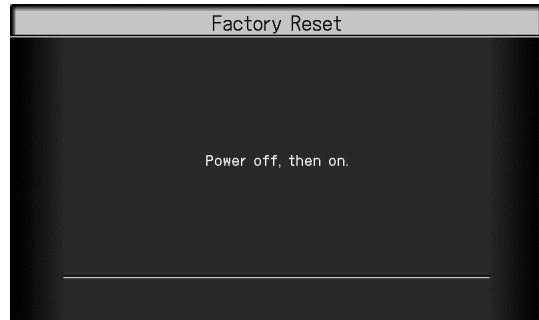 Factory Reset
Power off, then on.